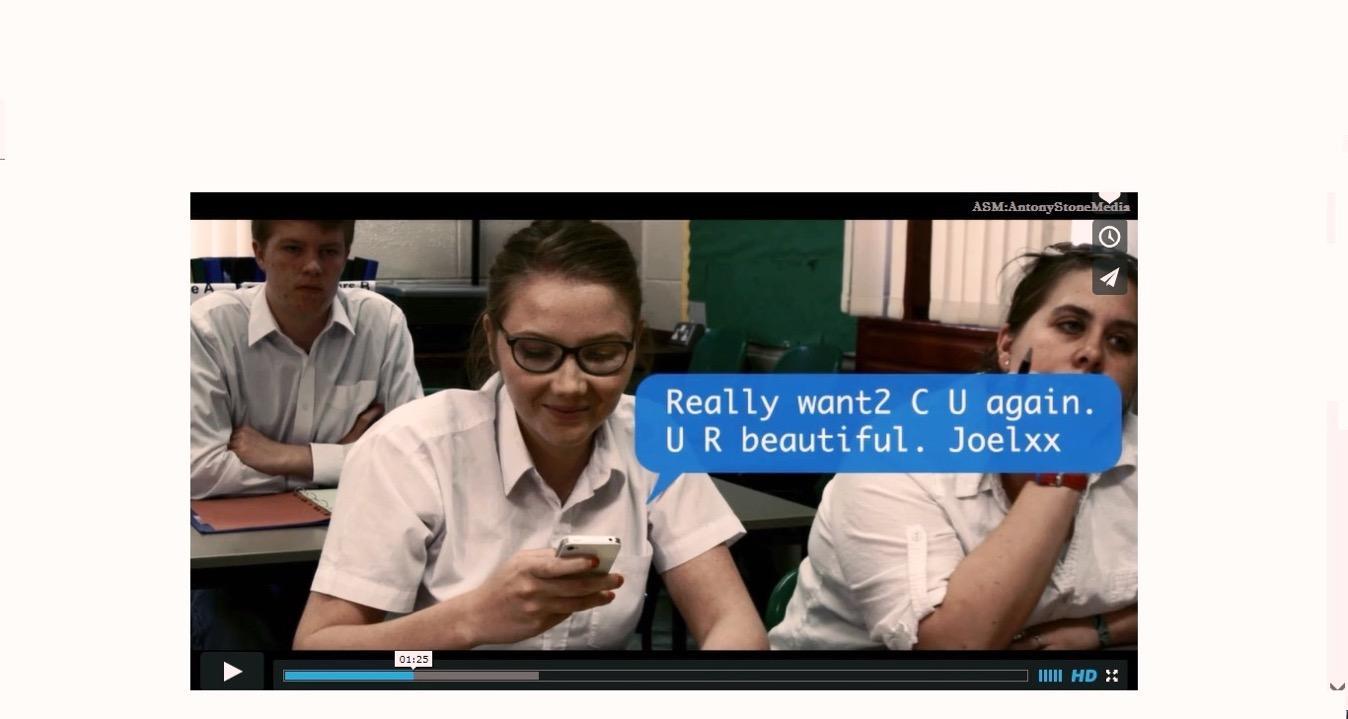 ASM:AntonyStoneMedia
e A
Really want2 C U again.
U R beautiful. Joelxx
01:25
HD